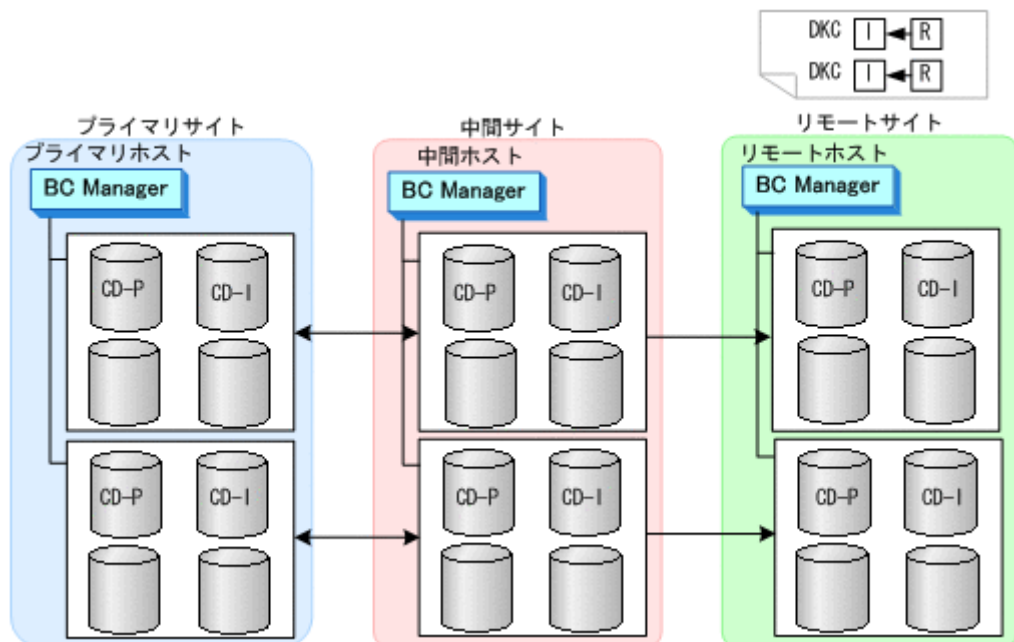 DKC I R
DKC I R
プライマリサイト
中間サイト
リモートサイト
プライマリホスト
中間ホスト
リモートホスト
BC Manager
BC Manager
BC Manager
CD-P CD-I
CD-P CD-I
CD-P CD-I
CD-P CD-I
CD-P CD-I
CD-P CD-I